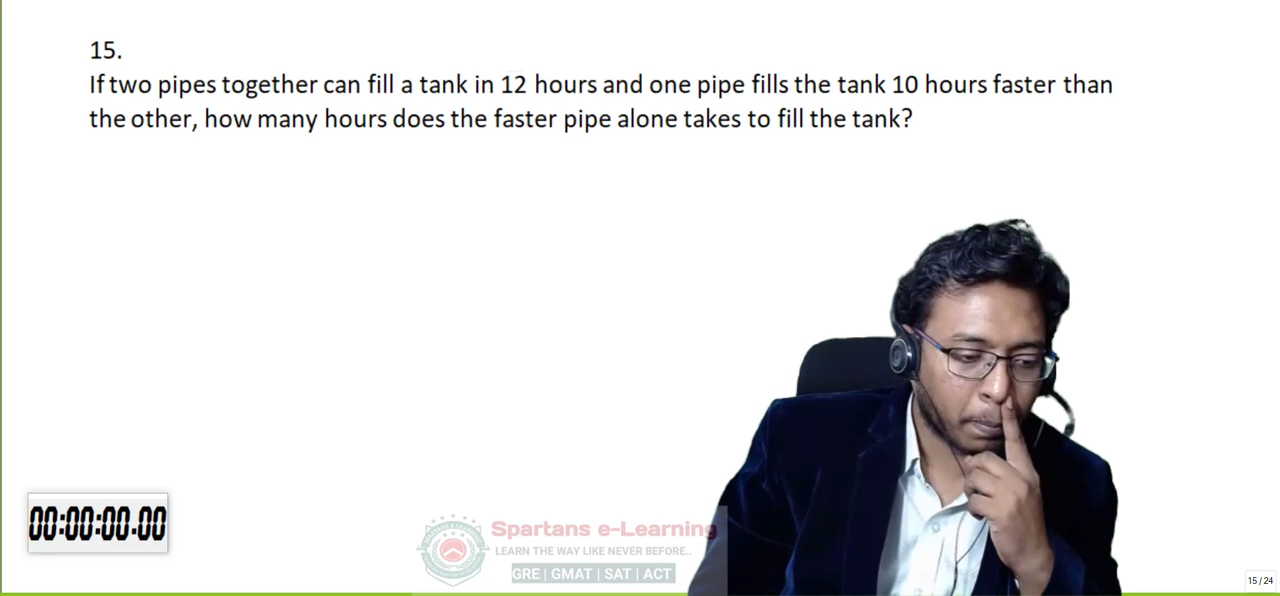 15.
If two pipes together can fill a tank in 12 hours and one pipe fills the tank 10 hours faster than
the other, how many hours does the faster pipe alone takes to fill the tank?
00:00:00.00
Spartans e-Learning
LEARN THE WAY LIKE NEVER BEFORE..
GRE | GMAT | SAT | ACT
15 / 24